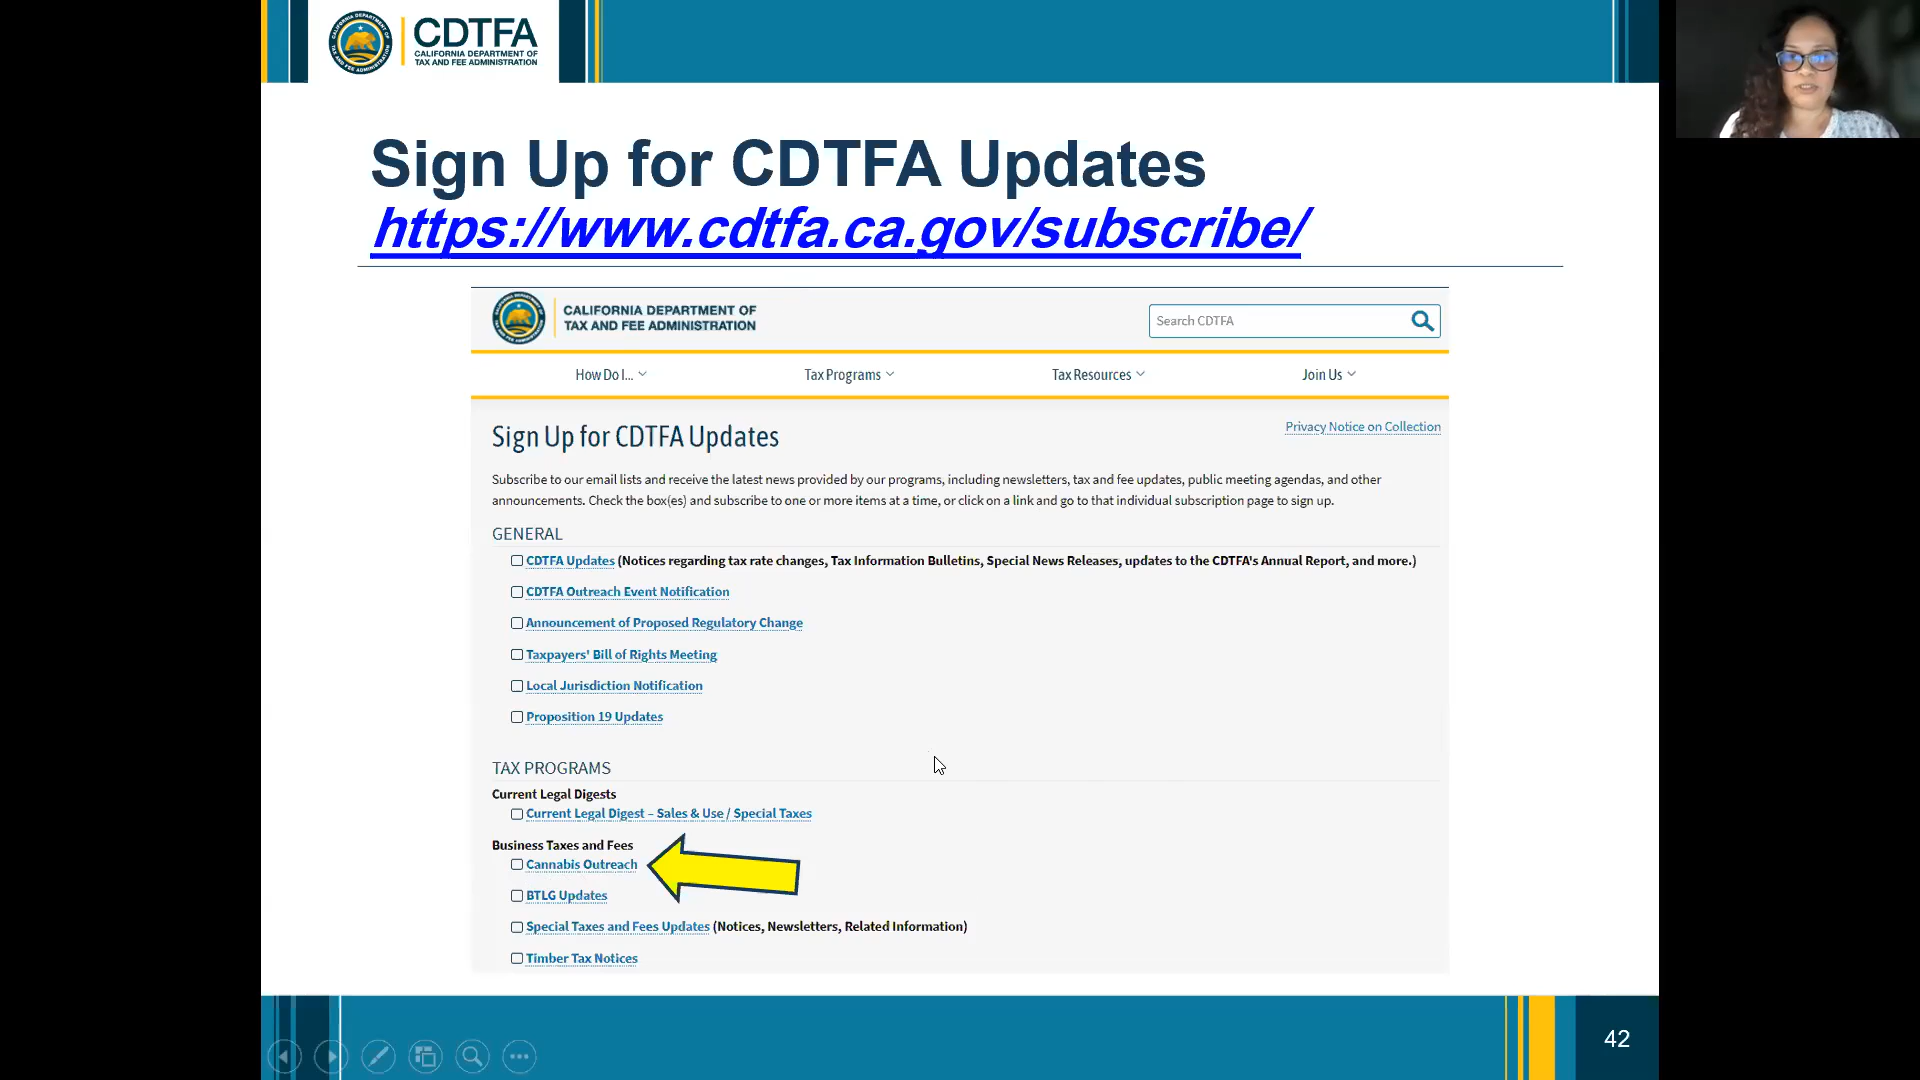 CDTFA
CALIFORNIA DEPARTMENT OF
TAX AND FEE ADMINISTRATION
Sign Up for CDTFA Updates
https://www.cdtfa.ca.gov/subscribe/
CALIFORNIA DEPARTMENT OF
TAX AND FEE ADMINISTRATION
Search CDTFA
How Do I...
Tax Programs
Tax Resources
Join Us
Sign Up for CDTFA Updates
Privacy Notice on Collection
Subscribe to our email lists and receive the latest news provided by our programs, including newsletters, tax and fee updates, public meeting agendas, and other
announcements. Check the box(es) and subscribe to one or more items at a time, or click on a link and go to that individual subscription page to sign up.
GENERAL
CDTFA Updates (Notices regarding tax rate changes, Tax Information Bulletins, Special News Releases, updates to the CDTFA's Annual Report, and more.)
CDTFA Outreach Event Notification
Announcement of Proposed Regulatory Change
Taxpayers' Bill of Rights Meeting
Local Jurisdiction Notification
Proposition 19 Updates
TAX PROGRAMS
Current Legal Digests
Current Legal Digest – Sales & Use / Special Taxes
Business Taxes and Fees
Cannabis Outreach
BTLG Updates
Special Taxes and Fees Updates (Notices, Newsletters, Related Information)
Timber Tax Notices
42